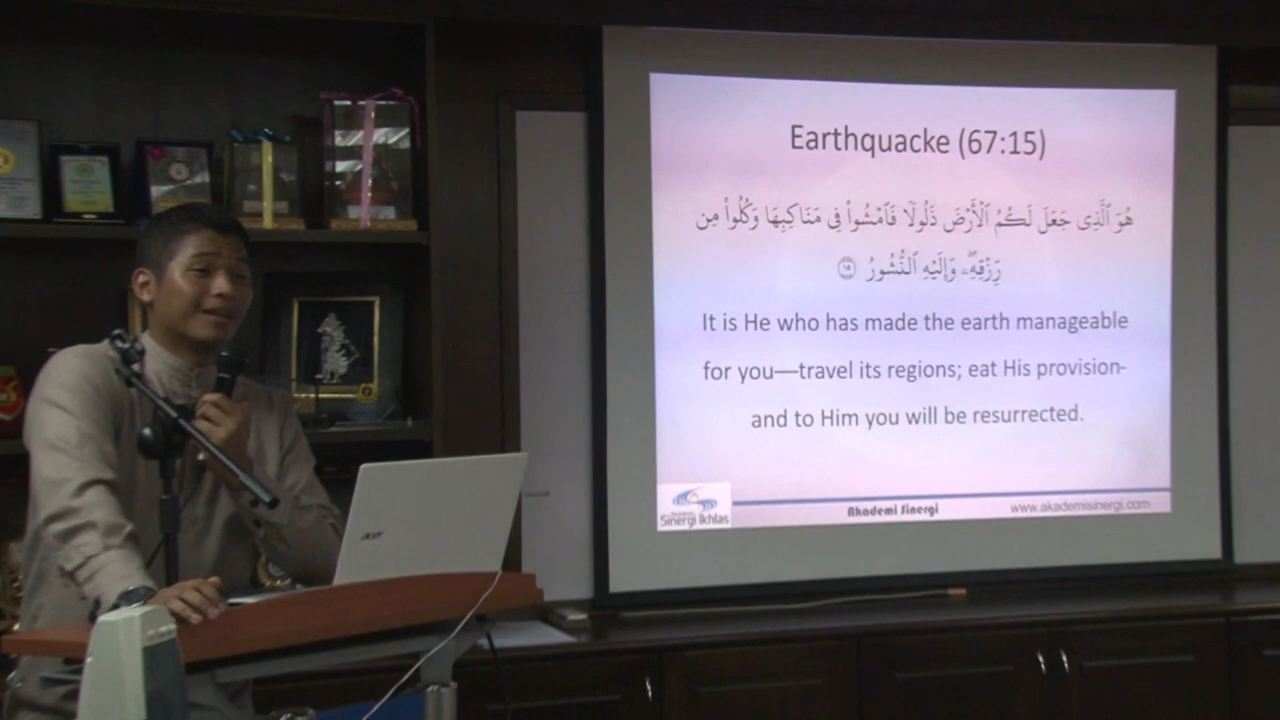 Earthquacke (67:15)
هُوَ ٱلَّذِى جَعَلَ لَكُمُ ٱلْأَرْضَ ذَلُولًا فَٱمْشُوا۟ فِى مَنَاكِبِهَا وَكُلُوا۟ مِن
رِّزْقِهِۦ ۖ وَإِلَيْهِ ٱلنُّشُورُ ١٥
It is He who has made the earth manageable
for you—travel its regions; eat His provision-
and to Him you will be resurrected.
Sinergi Ikhlas
Akademi Sinergi
www.akademisinergi.com
acer